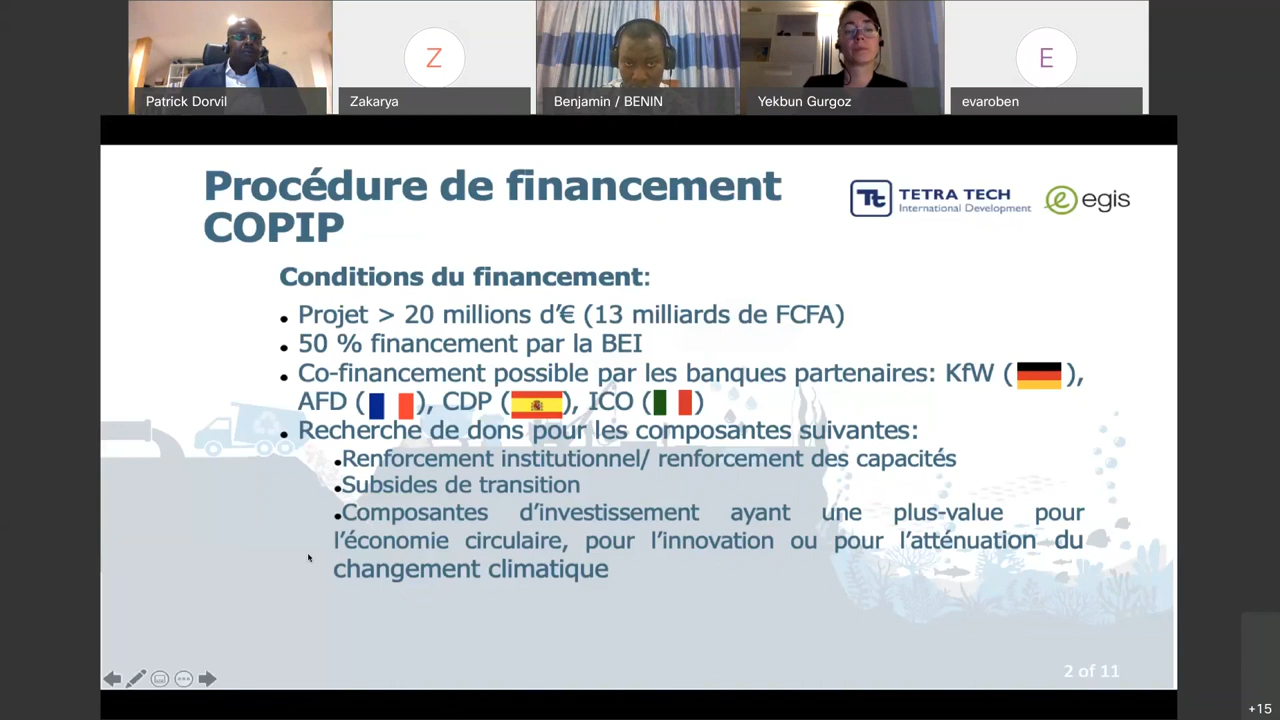 Patrick Dorvil
Z
Zakarya
Benjamin / BENIN
Yekbun Gurgoz
E
evaroben
Procédure de financement
COPIP
Tt
TETRA TECH
International Development
e egis
Conditions du financement:
• Projet > 20 millions d’€ (13 milliards de FCFA)
• 50 % financement par la BEI
• Co-financement possible par les banques partenaires: KfW ( ),
AFD ( ), CDP ( ), ICO ( )
• Recherche de dons pour les composantes suivantes:
•Renforcement institutionnel/ renforcement des capacités
•Subsides de transition
•Composantes d’investissement ayant une plus-value pour
l’économie circulaire, pour l’innovation ou pour l’atténuation du
changement climatique
2 of 11
+15